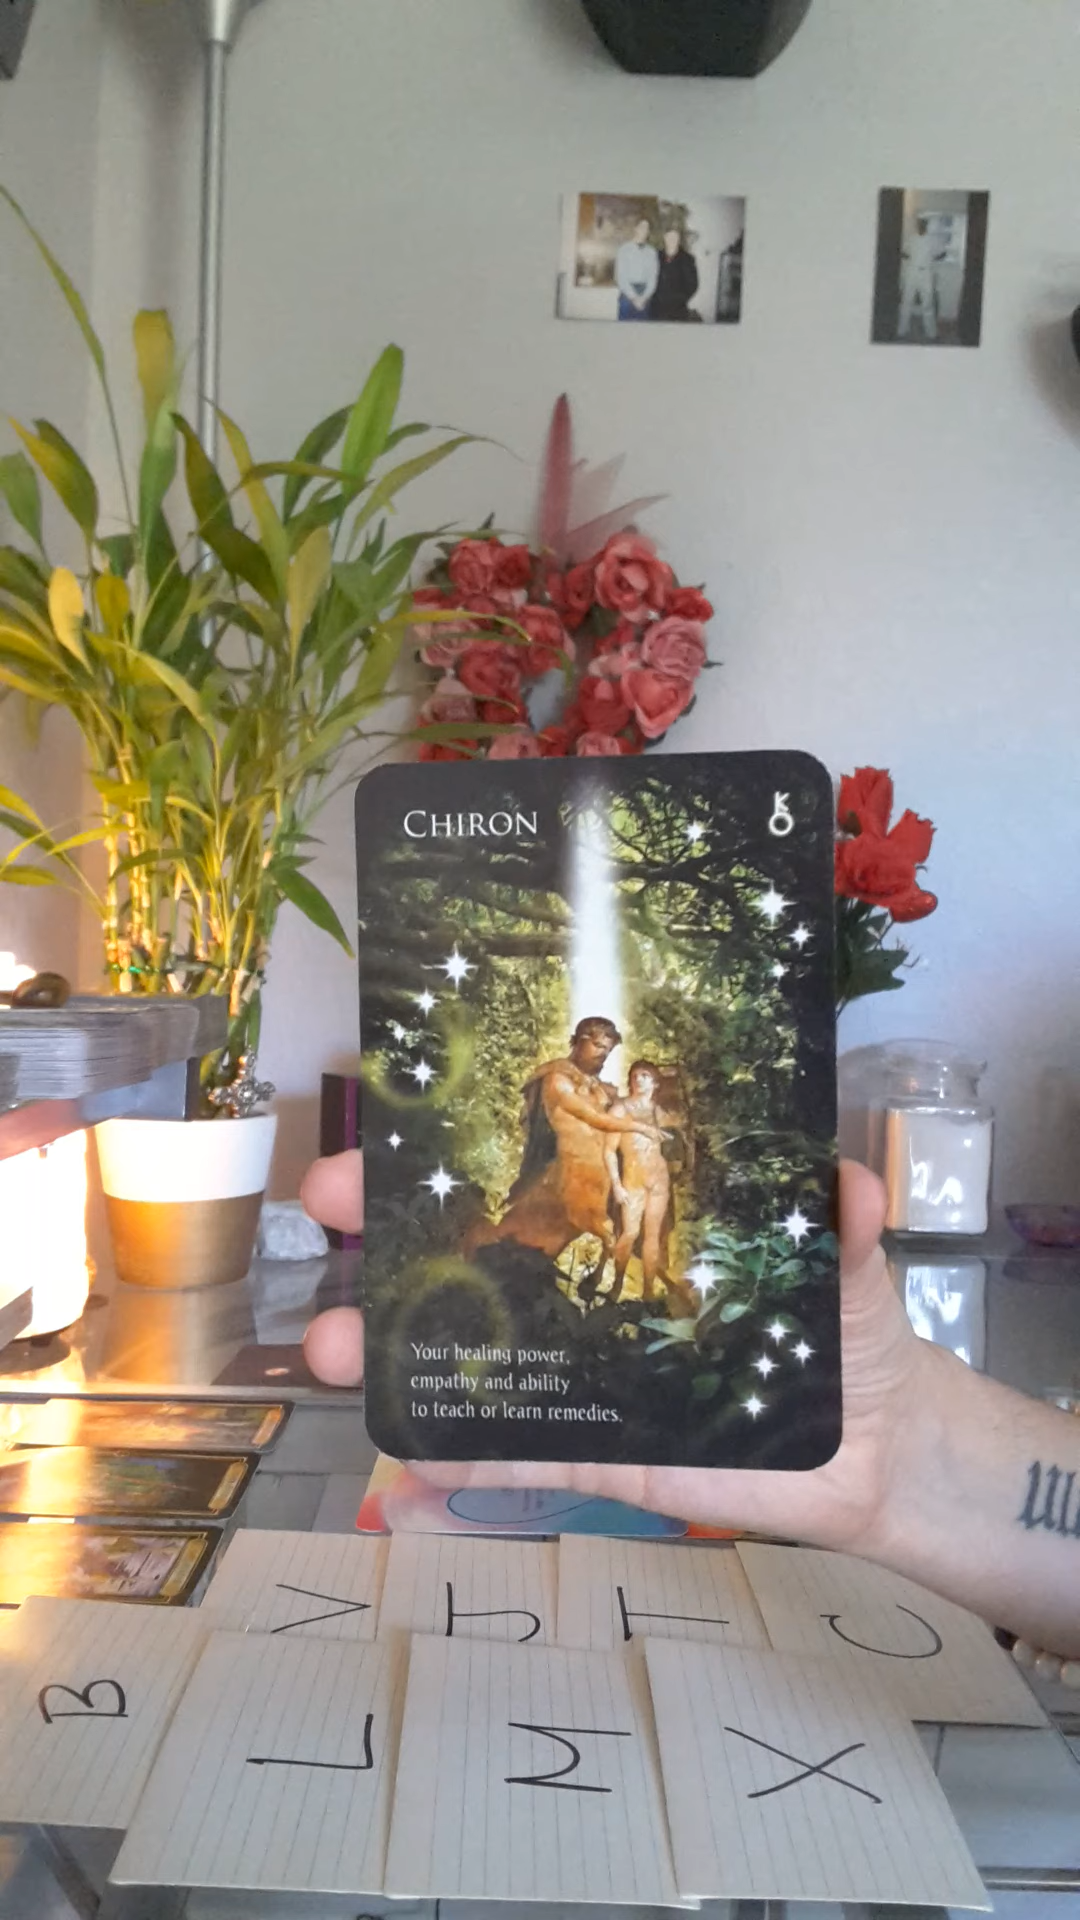 CHIRON
Your healing power,
empathy and ability
to teach or learn remedies.
V J T C
B L M X